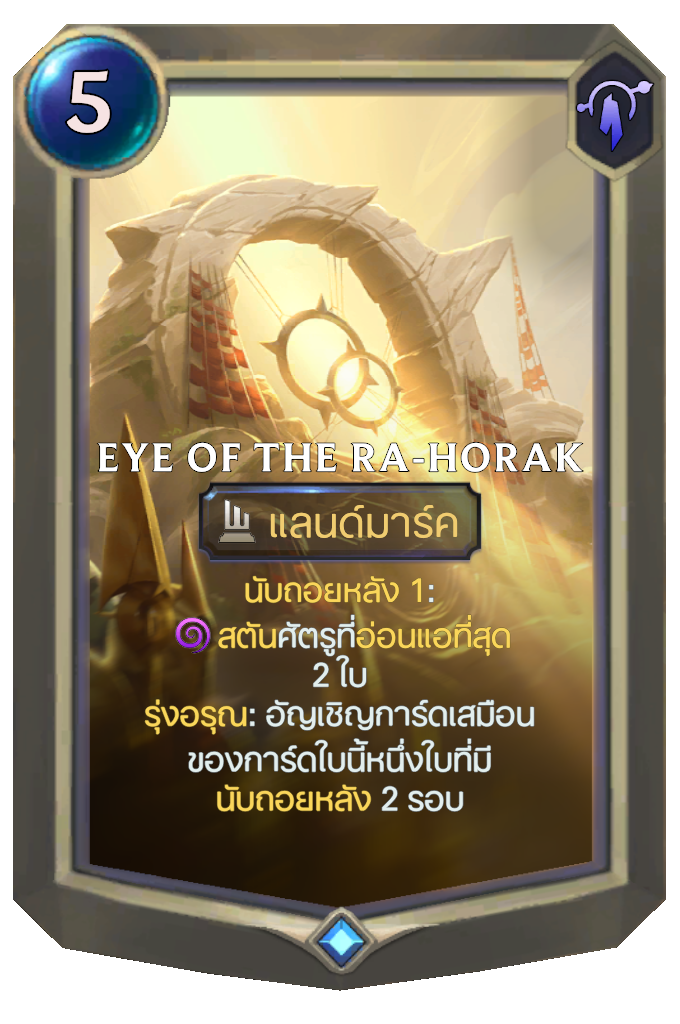 5
EYE OF THE RA-HORAK
แลนด์มาร์ค
นับถอยหลัง 1:
สตันศัตรูที่อ่อนแอที่สุด
2 ใบ
รุ่งอรุณ: อัญเชิญการ์ดเสมือน
ของการ์ดใบนี้หนึ่งใบที่มี
นับถอยหลัง 2 รอบ